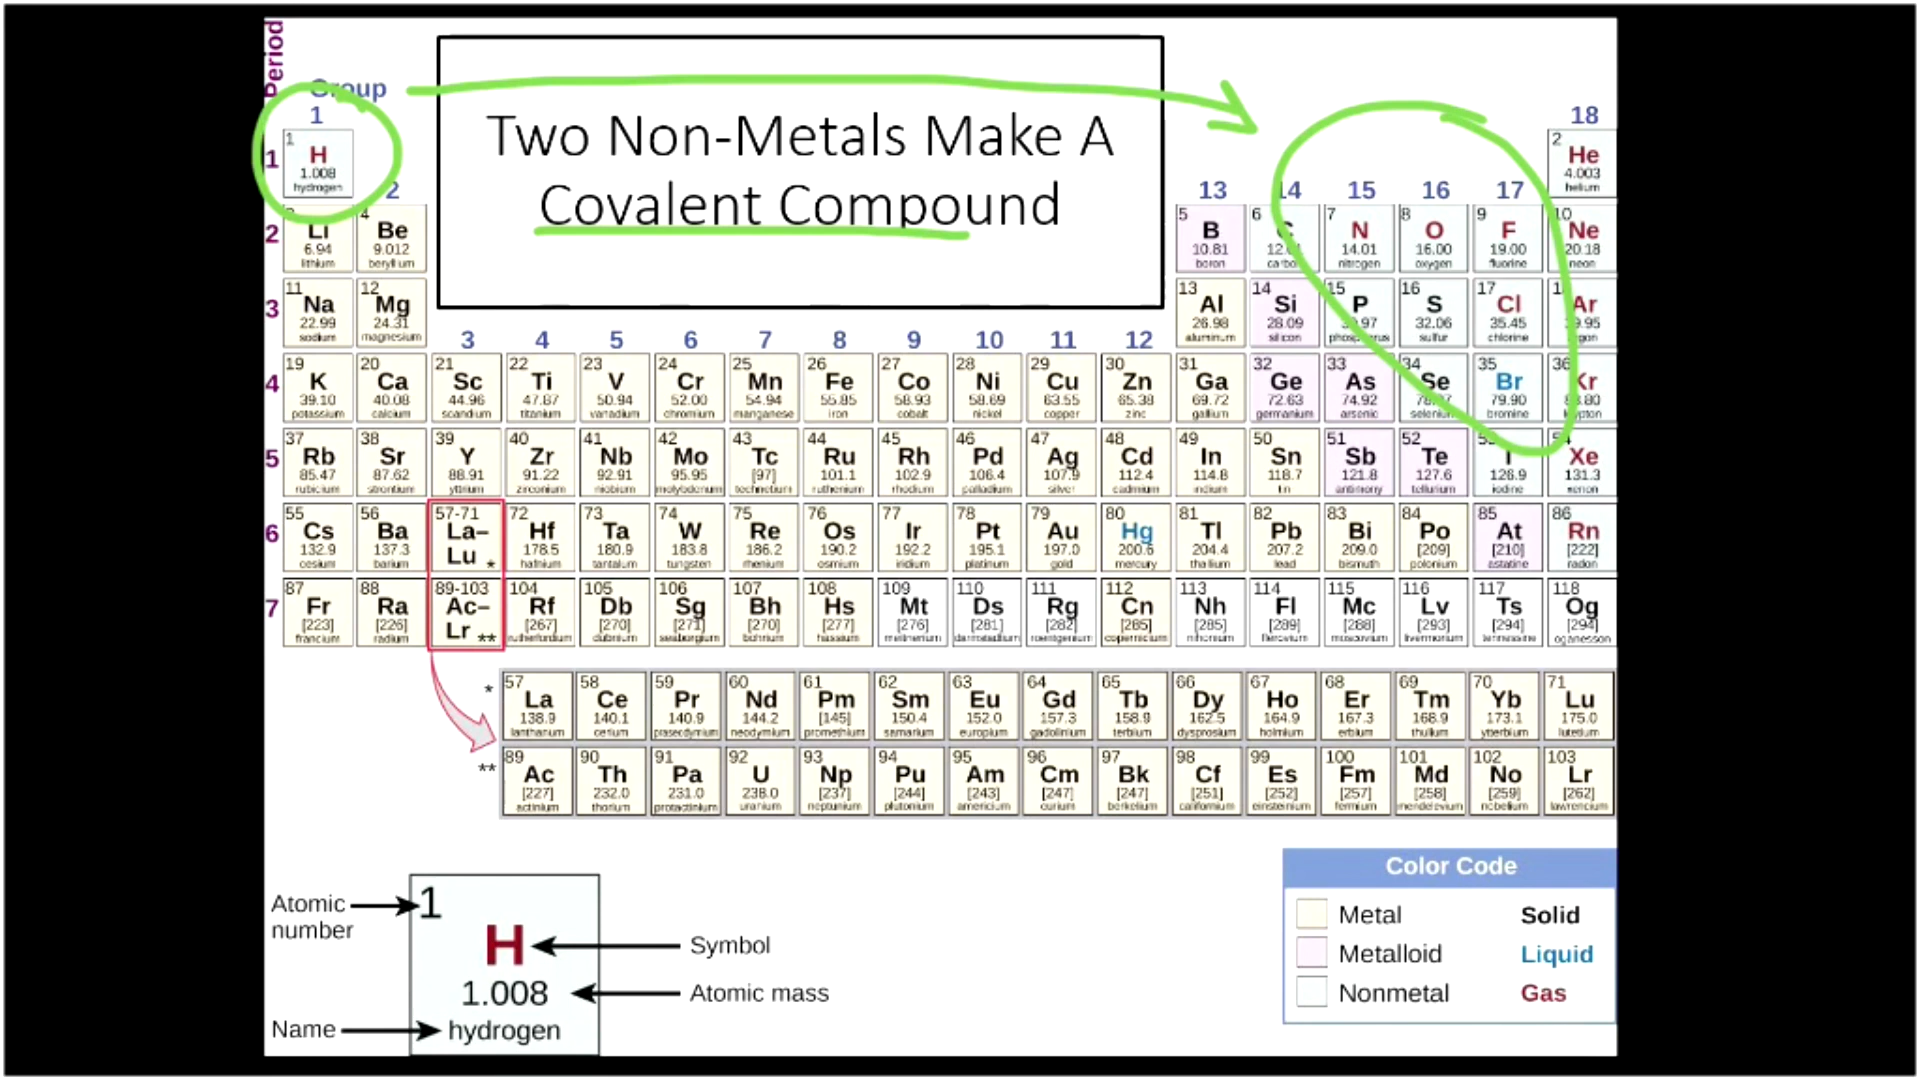 Period
Group
1
18
1 H 1.008 hydrogen
2 He 4.003 helium
1
Two Non-Metals Make A
Covalent Compound
2 13 14 15 16 17
2
Li 6.94 lithium
4 Be 9.012 beryllium
5 B 10.81 boron
6 C carbon
7 N 14.01 nitrogen
8 O 16.00 oxygen
9 F 19.00 fluorine
10 Ne 20.18 neon
3
11 Na 22.99 sodium
12 Mg 24.31 magnesium
13 Al 26.98 aluminum
14 Si 28.09 silicon
15 P phosphorus
16 S 32.06 sulfur
17 Cl 35.45 chlorine
Ar argon
3 4 5 6 7 8 9 10 11 12
4
19 K 39.10 potassium
20 Ca 40.08 calcium
21 Sc 44.96 scandium
22 Ti 47.87 titanium
23 V 50.94 vanadium
24 Cr 52.00 chromium
25 Mn 54.94 manganese
26 Fe 55.85 iron
27 Co 58.93 cobalt
28 Ni 58.69 nickel
29 Cu 63.55 copper
30 Zn 65.38 zinc
31 Ga 69.72 gallium
32 Ge 72.63 germanium
33 As 74.92 arsenic
34 Se selenium
35 Br 79.90 bromine
36 Kr krypton
5
37 Rb 85.47 rubidium
38 Sr 87.62 strontium
39 Y 88.91 yttrium
40 Zr 91.22 zirconium
41 Nb 92.91 niobium
42 Mo 95.95 molybdenum
43 Tc [97] technetium
44 Ru 101.1 ruthenium
45 Rh 102.9 rhodium
46 Pd 106.4 palladium
47 Ag 107.9 silver
48 Cd 112.4 cadmium
49 In 114.8 indium
50 Sn 118.7 tin
51 Sb 121.8 antimony
52 Te 127.6 tellurium
53 I 126.9 iodine
54 Xe 131.3 xenon
6
55 Cs 132.9 cesium
56 Ba 137.3 barium
57-71 La– Lu *
72 Hf 178.5 hafnium
73 Ta 180.9 tantalum
74 W 183.8 tungsten
75 Re 186.2 rhenium
76 Os 190.2 osmium
77 Ir 192.2 iridium
78 Pt 195.1 platinum
79 Au 197.0 gold
80 Hg 200.6 mercury
81 Tl 204.4 thallium
82 Pb 207.2 lead
83 Bi 209.0 bismuth
84 Po [209] polonium
85 At [210] astatine
86 Rn [222] radon
7
87 Fr [223] francium
88 Ra [226] radium
89-103 Ac– Lr **
104 Rf [267] rutherfordium
105 Db [270] dubnium
106 Sg [271] seaborgium
107 Bh [270] bohrium
108 Hs [277] hassium
109 Mt [276] meitnerium
110 Ds [281] darmstadtium
111 Rg [282] roentgenium
112 Cn [285] copernicium
113 Nh [285] nihonium
114 Fl [289] flerovium
115 Mc [288] moscovium
116 Lv [293] livermorium
117 Ts [294] tennessine
118 Og [294] oganesson
*
57 La 138.9 lanthanum
58 Ce 140.1 cerium
59 Pr 140.9 praseodymium
60 Nd 144.2 neodymium
61 Pm [145] promethium
62 Sm 150.4 samarium
63 Eu 152.0 europium
64 Gd 157.3 gadolinium
65 Tb 158.9 terbium
66 Dy 162.5 dysprosium
67 Ho 164.9 holmium
68 Er 167.3 erbium
69 Tm 168.9 thulium
70 Yb 173.1 ytterbium
71 Lu 175.0 lutetium
**
89 Ac [227] actinium
90 Th 232.0 thorium
91 Pa 231.0 protactinium
92 U 238.0 uranium
93 Np [237] neptunium
94 Pu [244] plutonium
95 Am [243] americium
96 Cm [247] curium
97 Bk [247] berkelium
98 Cf [251] californium
99 Es [252] einsteinium
100 Fm [257] fermium
101 Md [258] mendelevium
102 No [259] nobelium
103 Lr [262] lawrencium
Atomic number
1
H
Symbol
1.008
Atomic mass
Name
hydrogen
Color Code
Metal Solid
Metalloid Liquid
Nonmetal Gas